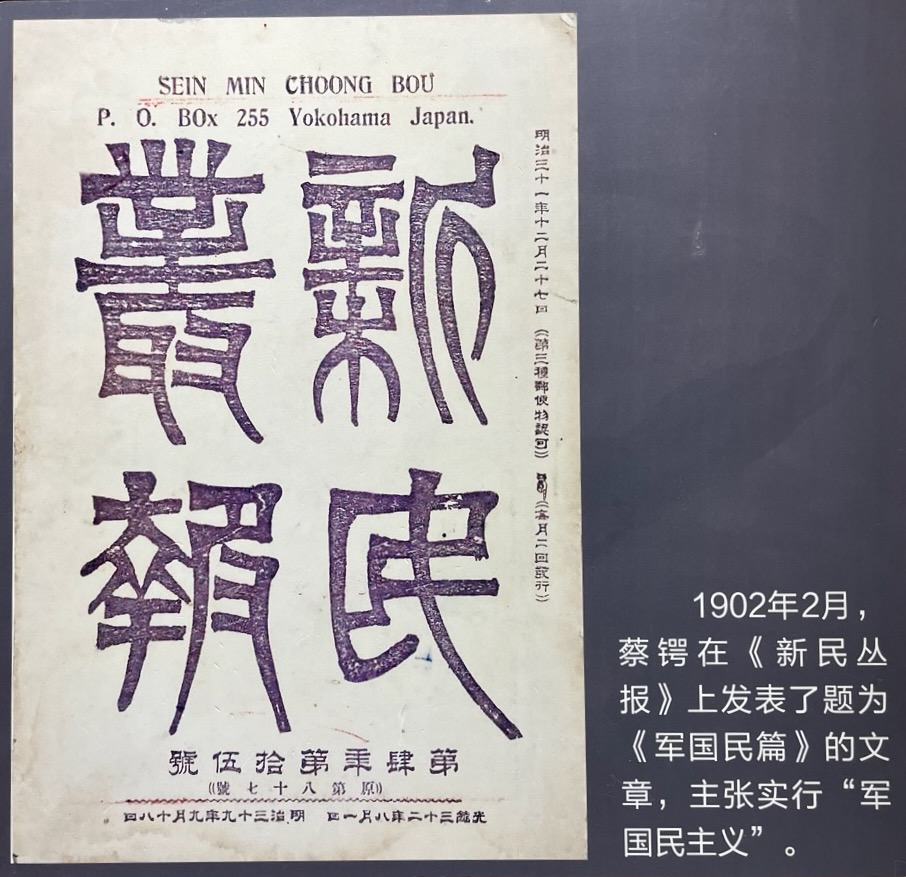 SEIN MIN CHOONG BOU
P. O. BOx 255 Yokohama Japan.
新民
叢報
明治三十一年十二月二十七日（第三種郵便物認可）（每月二回發行）
第肆年第拾伍號
（原第八十七號）
光緒三十二年八月一日 明治三十九年九月十八日
1902年2月，
蔡锷在《新民丛
报》上发表了题为
《军国民篇》的文
章，主张实行“军
国民主义”。